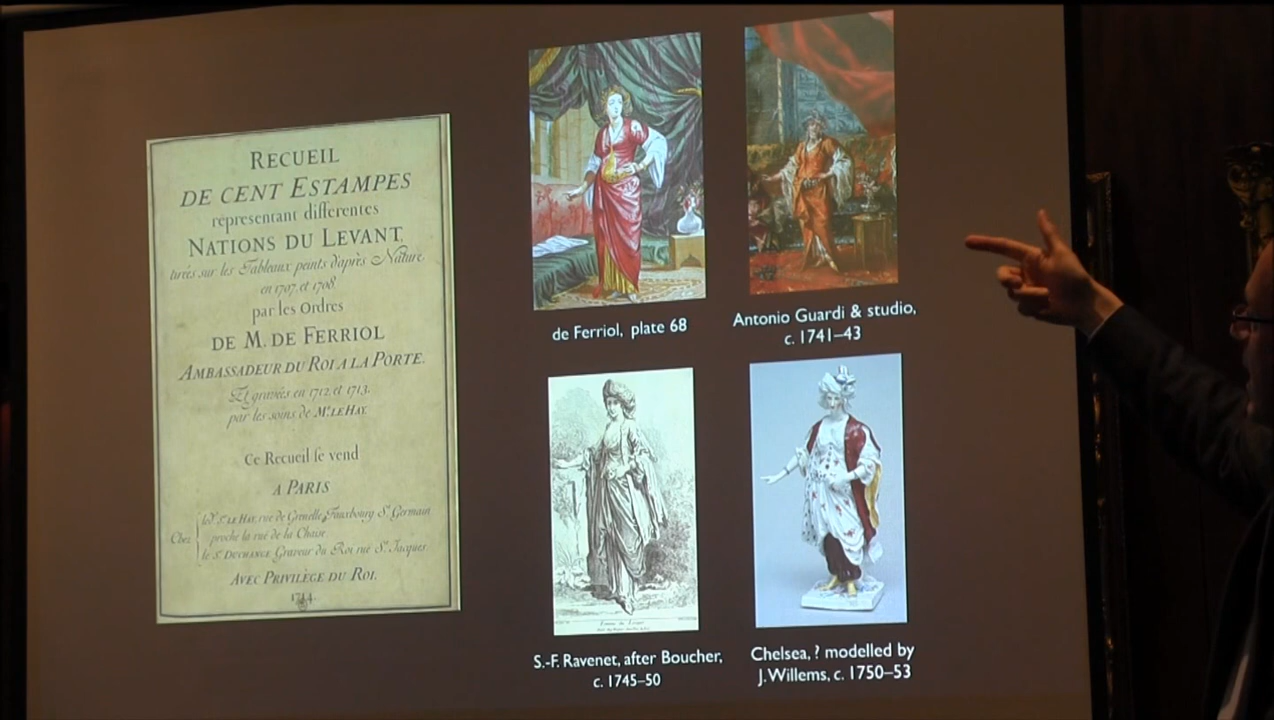 RECUEIL
DE CENT ESTAMPES
représentant differentes
NATIONS DU LEVANT,
tirées sur les Tableaux peints d'après Nature
en 1707. et 1708.
par les Ordres
DE M. DE FERRIOL
AMBASSADEUR DU ROI A LA PORTE.
Et gravées en 1712. et 1713.
par les soins de Mr. LE HAY.
Ce Recueil se vend
A PARIS
Chez
led. Sr. LE HAY, rue de Grenelle, Fauxbourg St. Germain
proche la rue de la Chaise.
le Sr. DUCHANGE Graveur du Roi rue St. Jacques
AVEC PRIVILÈGE DU ROI.
1714.
de Ferriol, plate 68
Antonio Guardi & studio,
c. 1741–43
S.-F. Ravenet, after Boucher,
c. 1745–50
Chelsea, ? modelled by
J. Willems, c. 1750–53